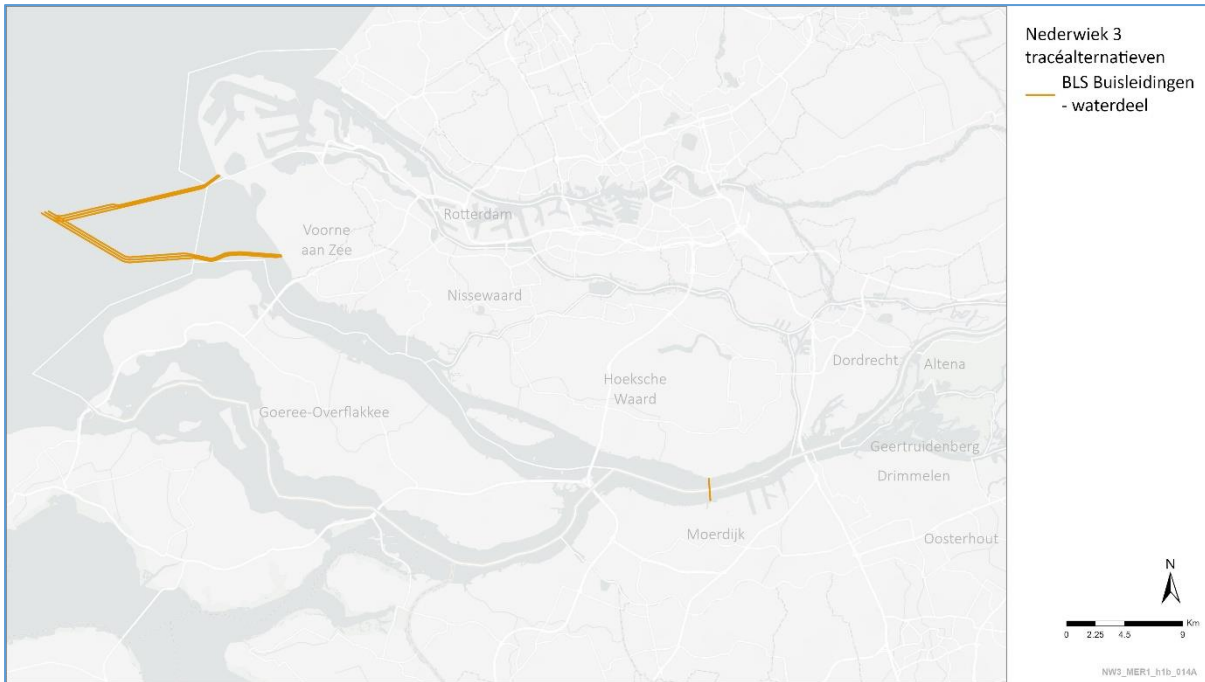 Nederwiek 3
tracéalternatieven
BLS Buisleidingen
- waterdeel
Rotterdam
Voorne
aan Zee
Nissewaard
Dordrecht
Altena
Hoeksche
Waard
Goeree-Overflakkee
Geertruidenberg
Drimmelen
Moerdijk
Oosterhout
N
Km
0 2.25 4.5 9
NW3_MER1_h1b_014A